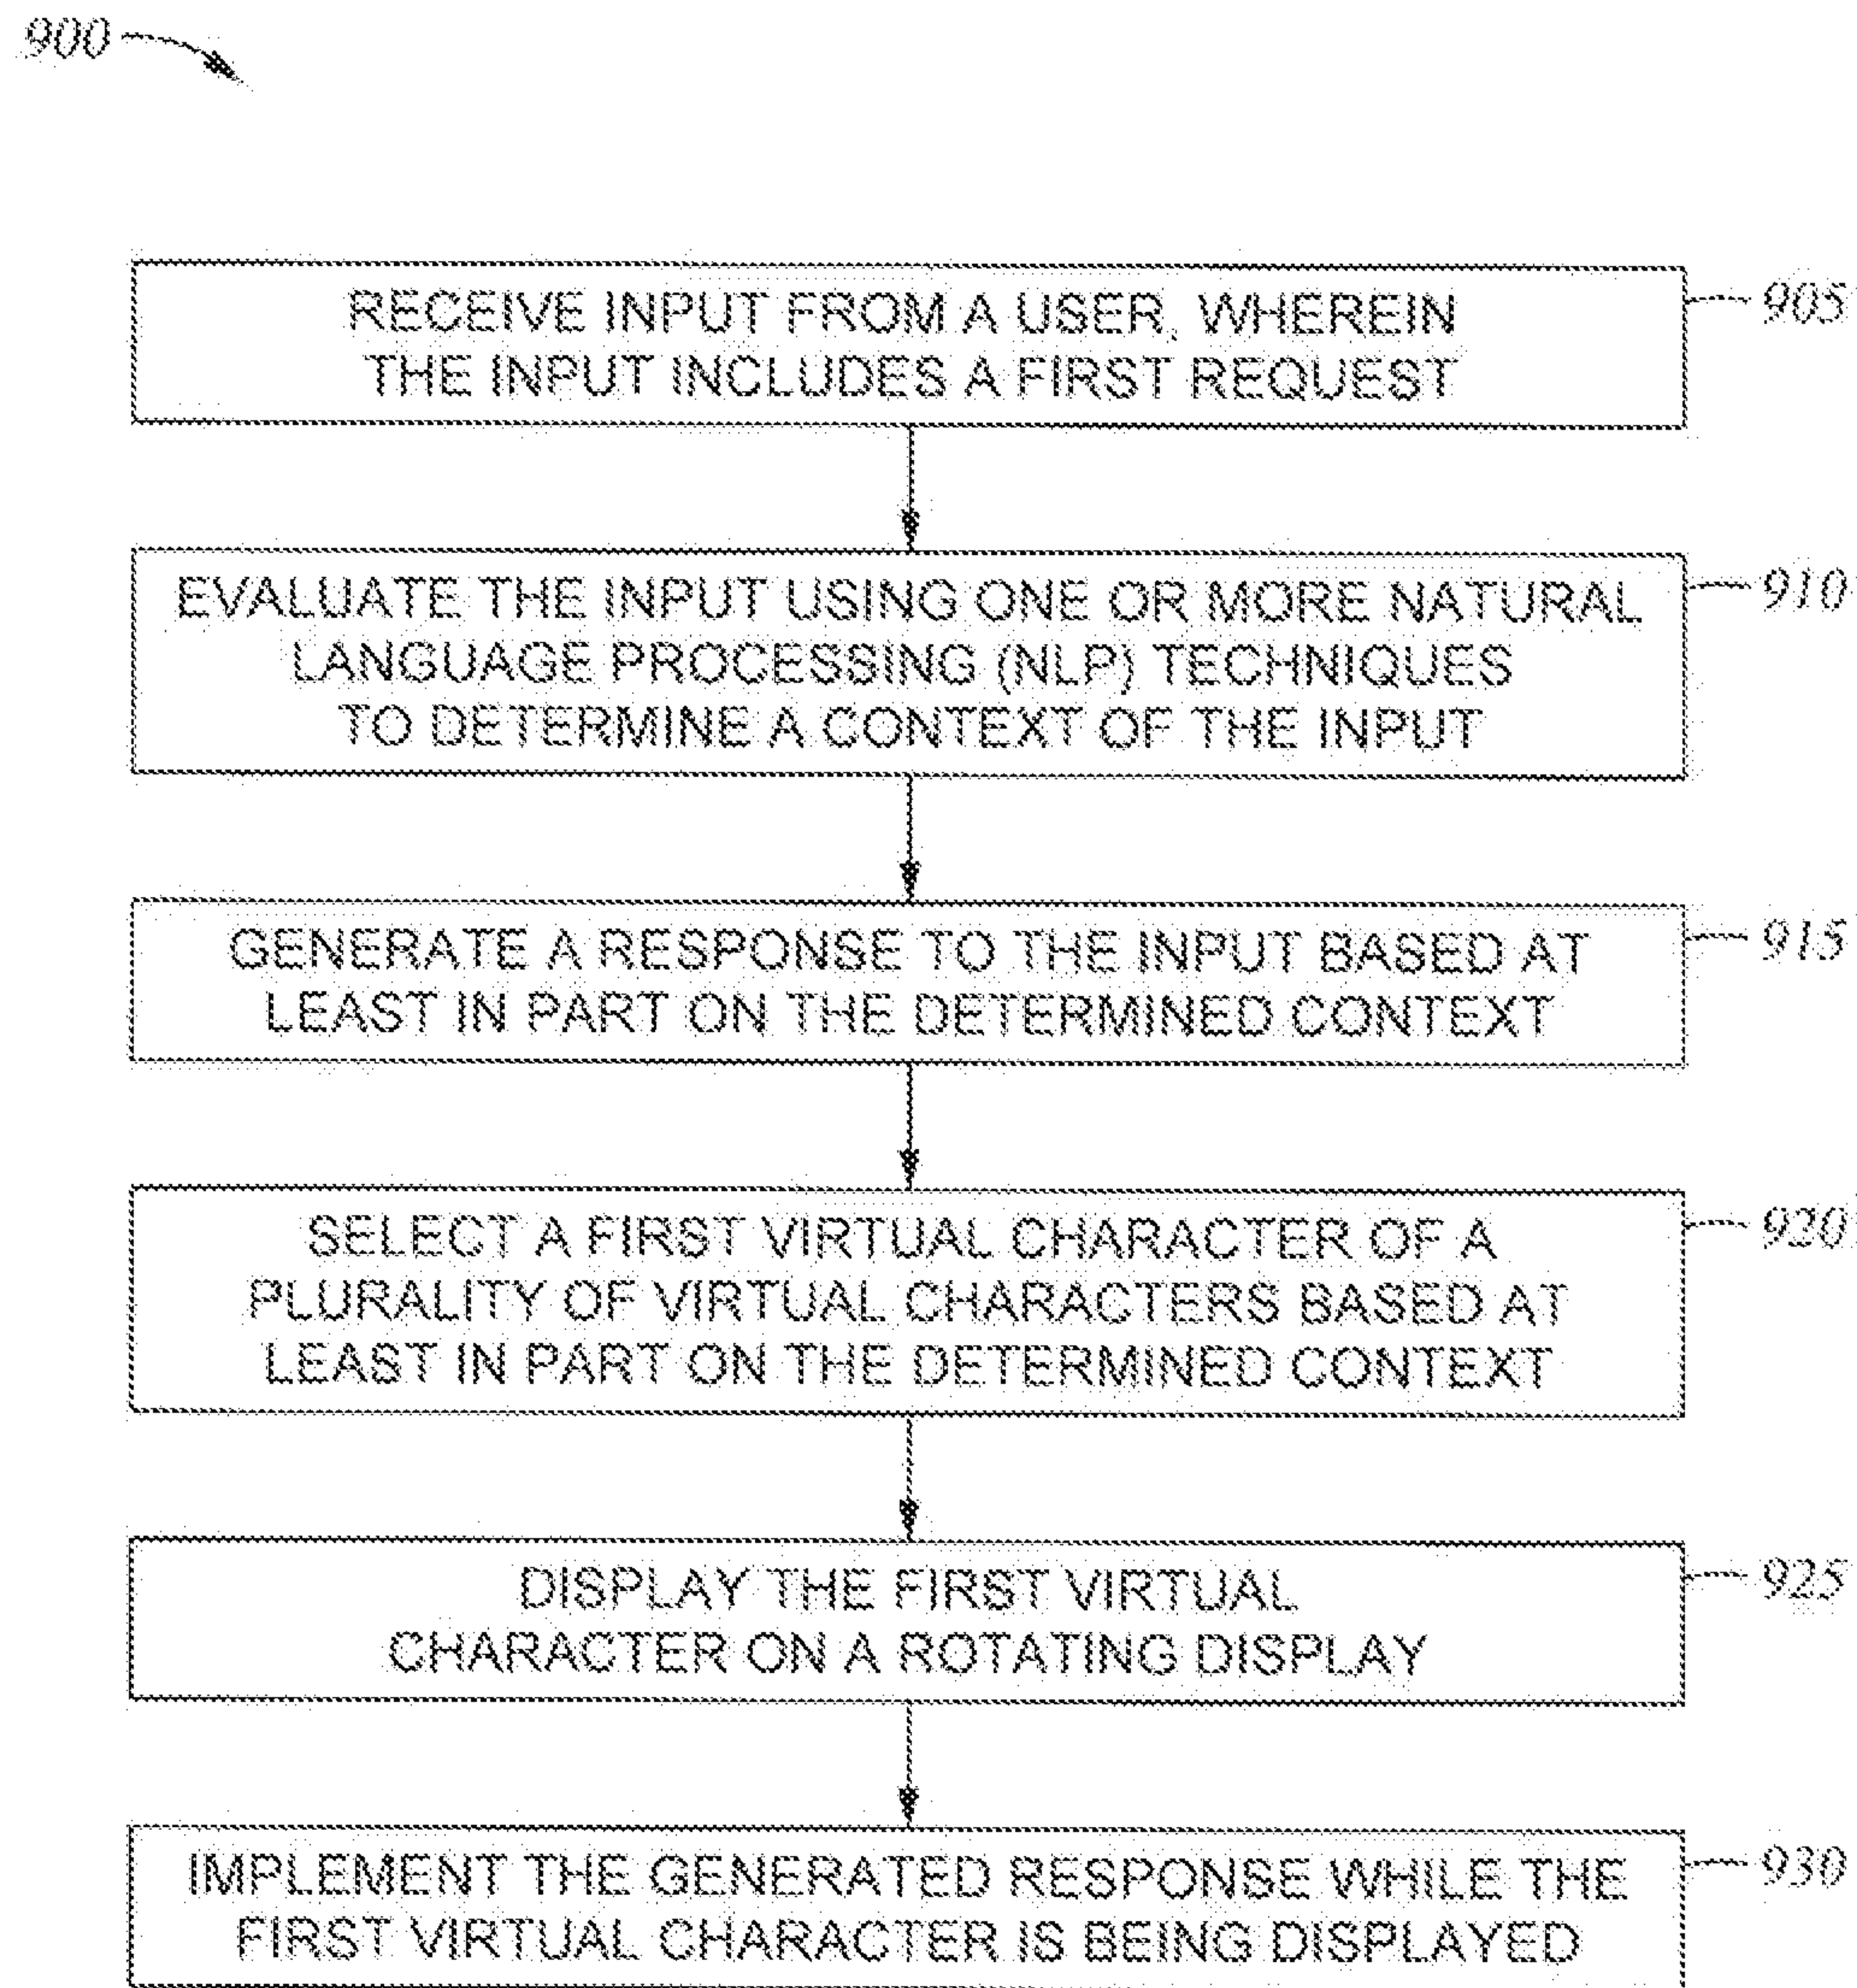 900
RECEIVE INPUT FROM A USER, WHEREIN
THE INPUT INCLUDES A FIRST REQUEST
905
EVALUATE THE INPUT USING ONE OR MORE NATURAL
LANGUAGE PROCESSING (NLP) TECHNIQUES
TO DETERMINE A CONTEXT OF THE INPUT
910
GENERATE A RESPONSE TO THE INPUT BASED AT
LEAST IN PART ON THE DETERMINED CONTEXT
915
SELECT A FIRST VIRTUAL CHARACTER OF A
PLURALITY OF VIRTUAL CHARACTERS BASED AT
LEAST IN PART ON THE DETERMINED CONTEXT
920
DISPLAY THE FIRST VIRTUAL
CHARACTER ON A ROTATING DISPLAY
925
IMPLEMENT THE GENERATED RESPONSE WHILE THE
FIRST VIRTUAL CHARACTER IS BEING DISPLAYED
930